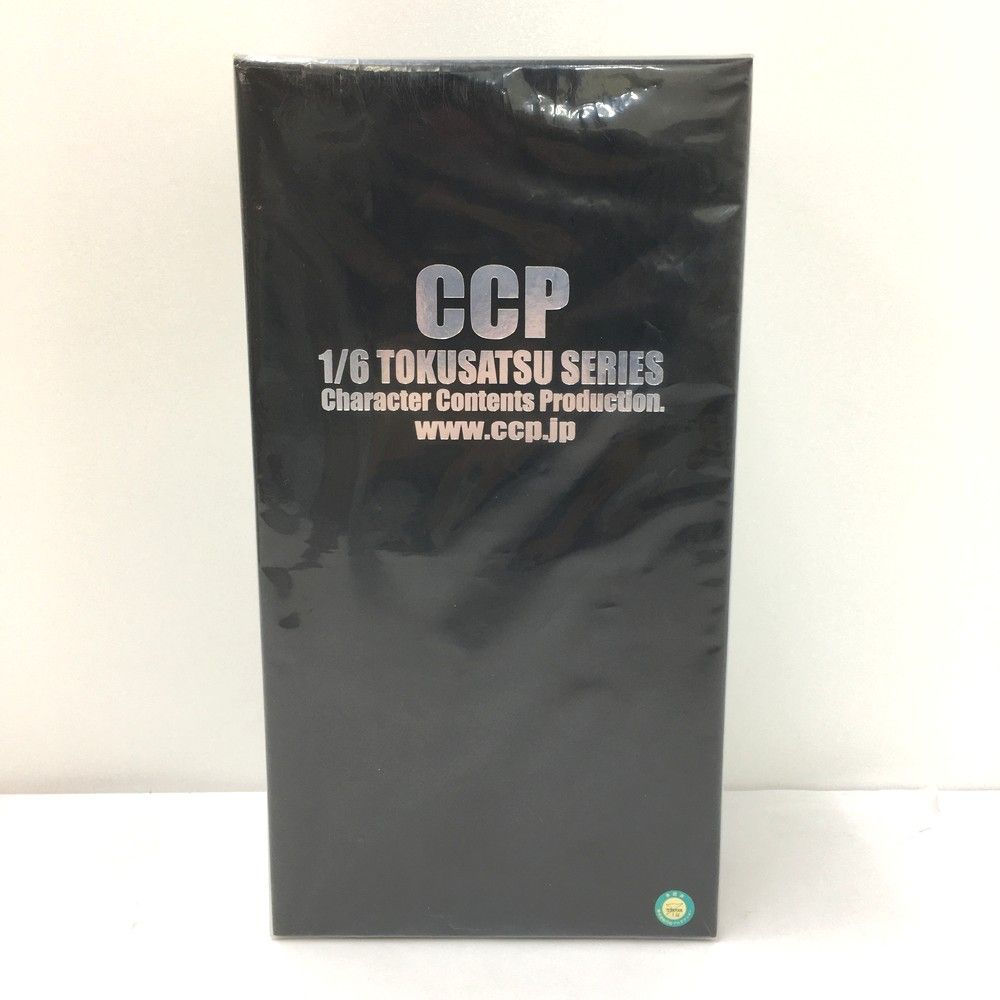 CCP
1/6 TOKUSATSU SERIES
Character Contents Production.
www.ccp.jp